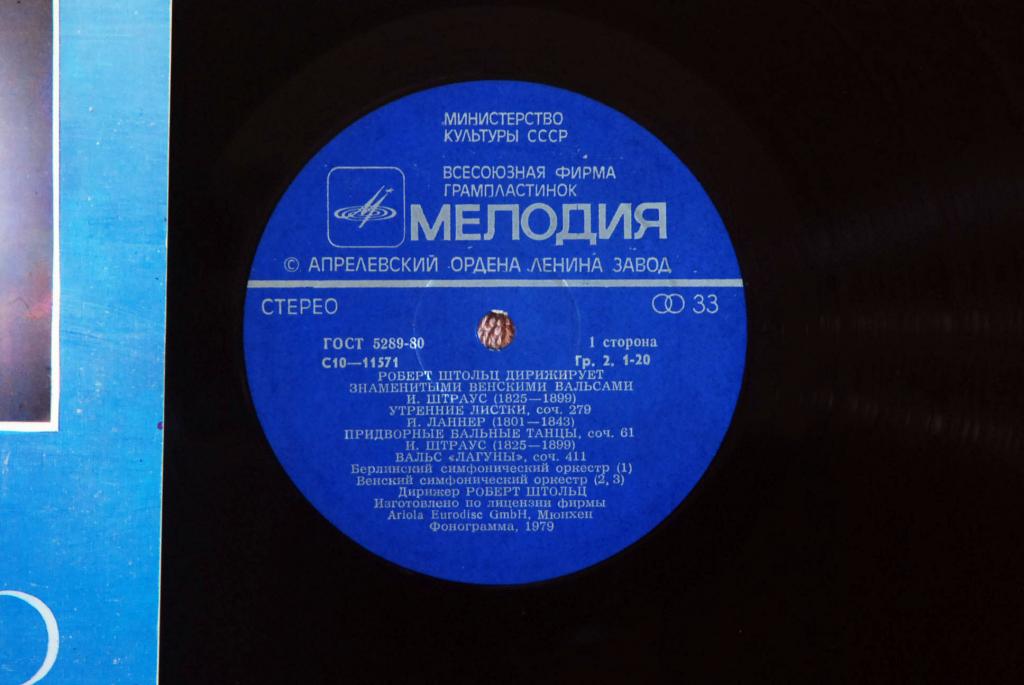 МИНИСТЕРСТВО
КУЛЬТУРЫ СССР
ВСЕСОЮЗНАЯ ФИРМА
ГРАМПЛАСТИНОК
МЕЛОДИЯ
© АПРЕЛЕВСКИЙ ОРДЕНА ЛЕНИНА ЗАВОД
СТЕРЕО 33
ГОСТ 5289-80 1 сторона
С10—11571 Гр. 2. 1-20
РОБЕРТ ШТОЛЬЦ ДИРИЖИРУЕТ
ЗНАМЕНИТЫМИ ВЕНСКИМИ ВАЛЬСАМИ
И. ШТРАУС (1825—1899)
УТРЕННИЕ ЛИСТКИ, соч. 279
Й. ЛАННЕР (1801—1843)
ПРИДВОРНЫЕ БАЛЬНЫЕ ТАНЦЫ, соч. 61
И. ШТРАУС (1825—1899)
ВАЛЬС «ЛАГУНЫ», соч. 411
Берлинский симфонический оркестр (1)
Венский симфонический оркестр (2, 3)
Дирижер РОБЕРТ ШТОЛЬЦ
Изготовлено по лицензии фирмы
Ariola Eurodisc GmbH, Мюнхен
Фонограмма, 1979